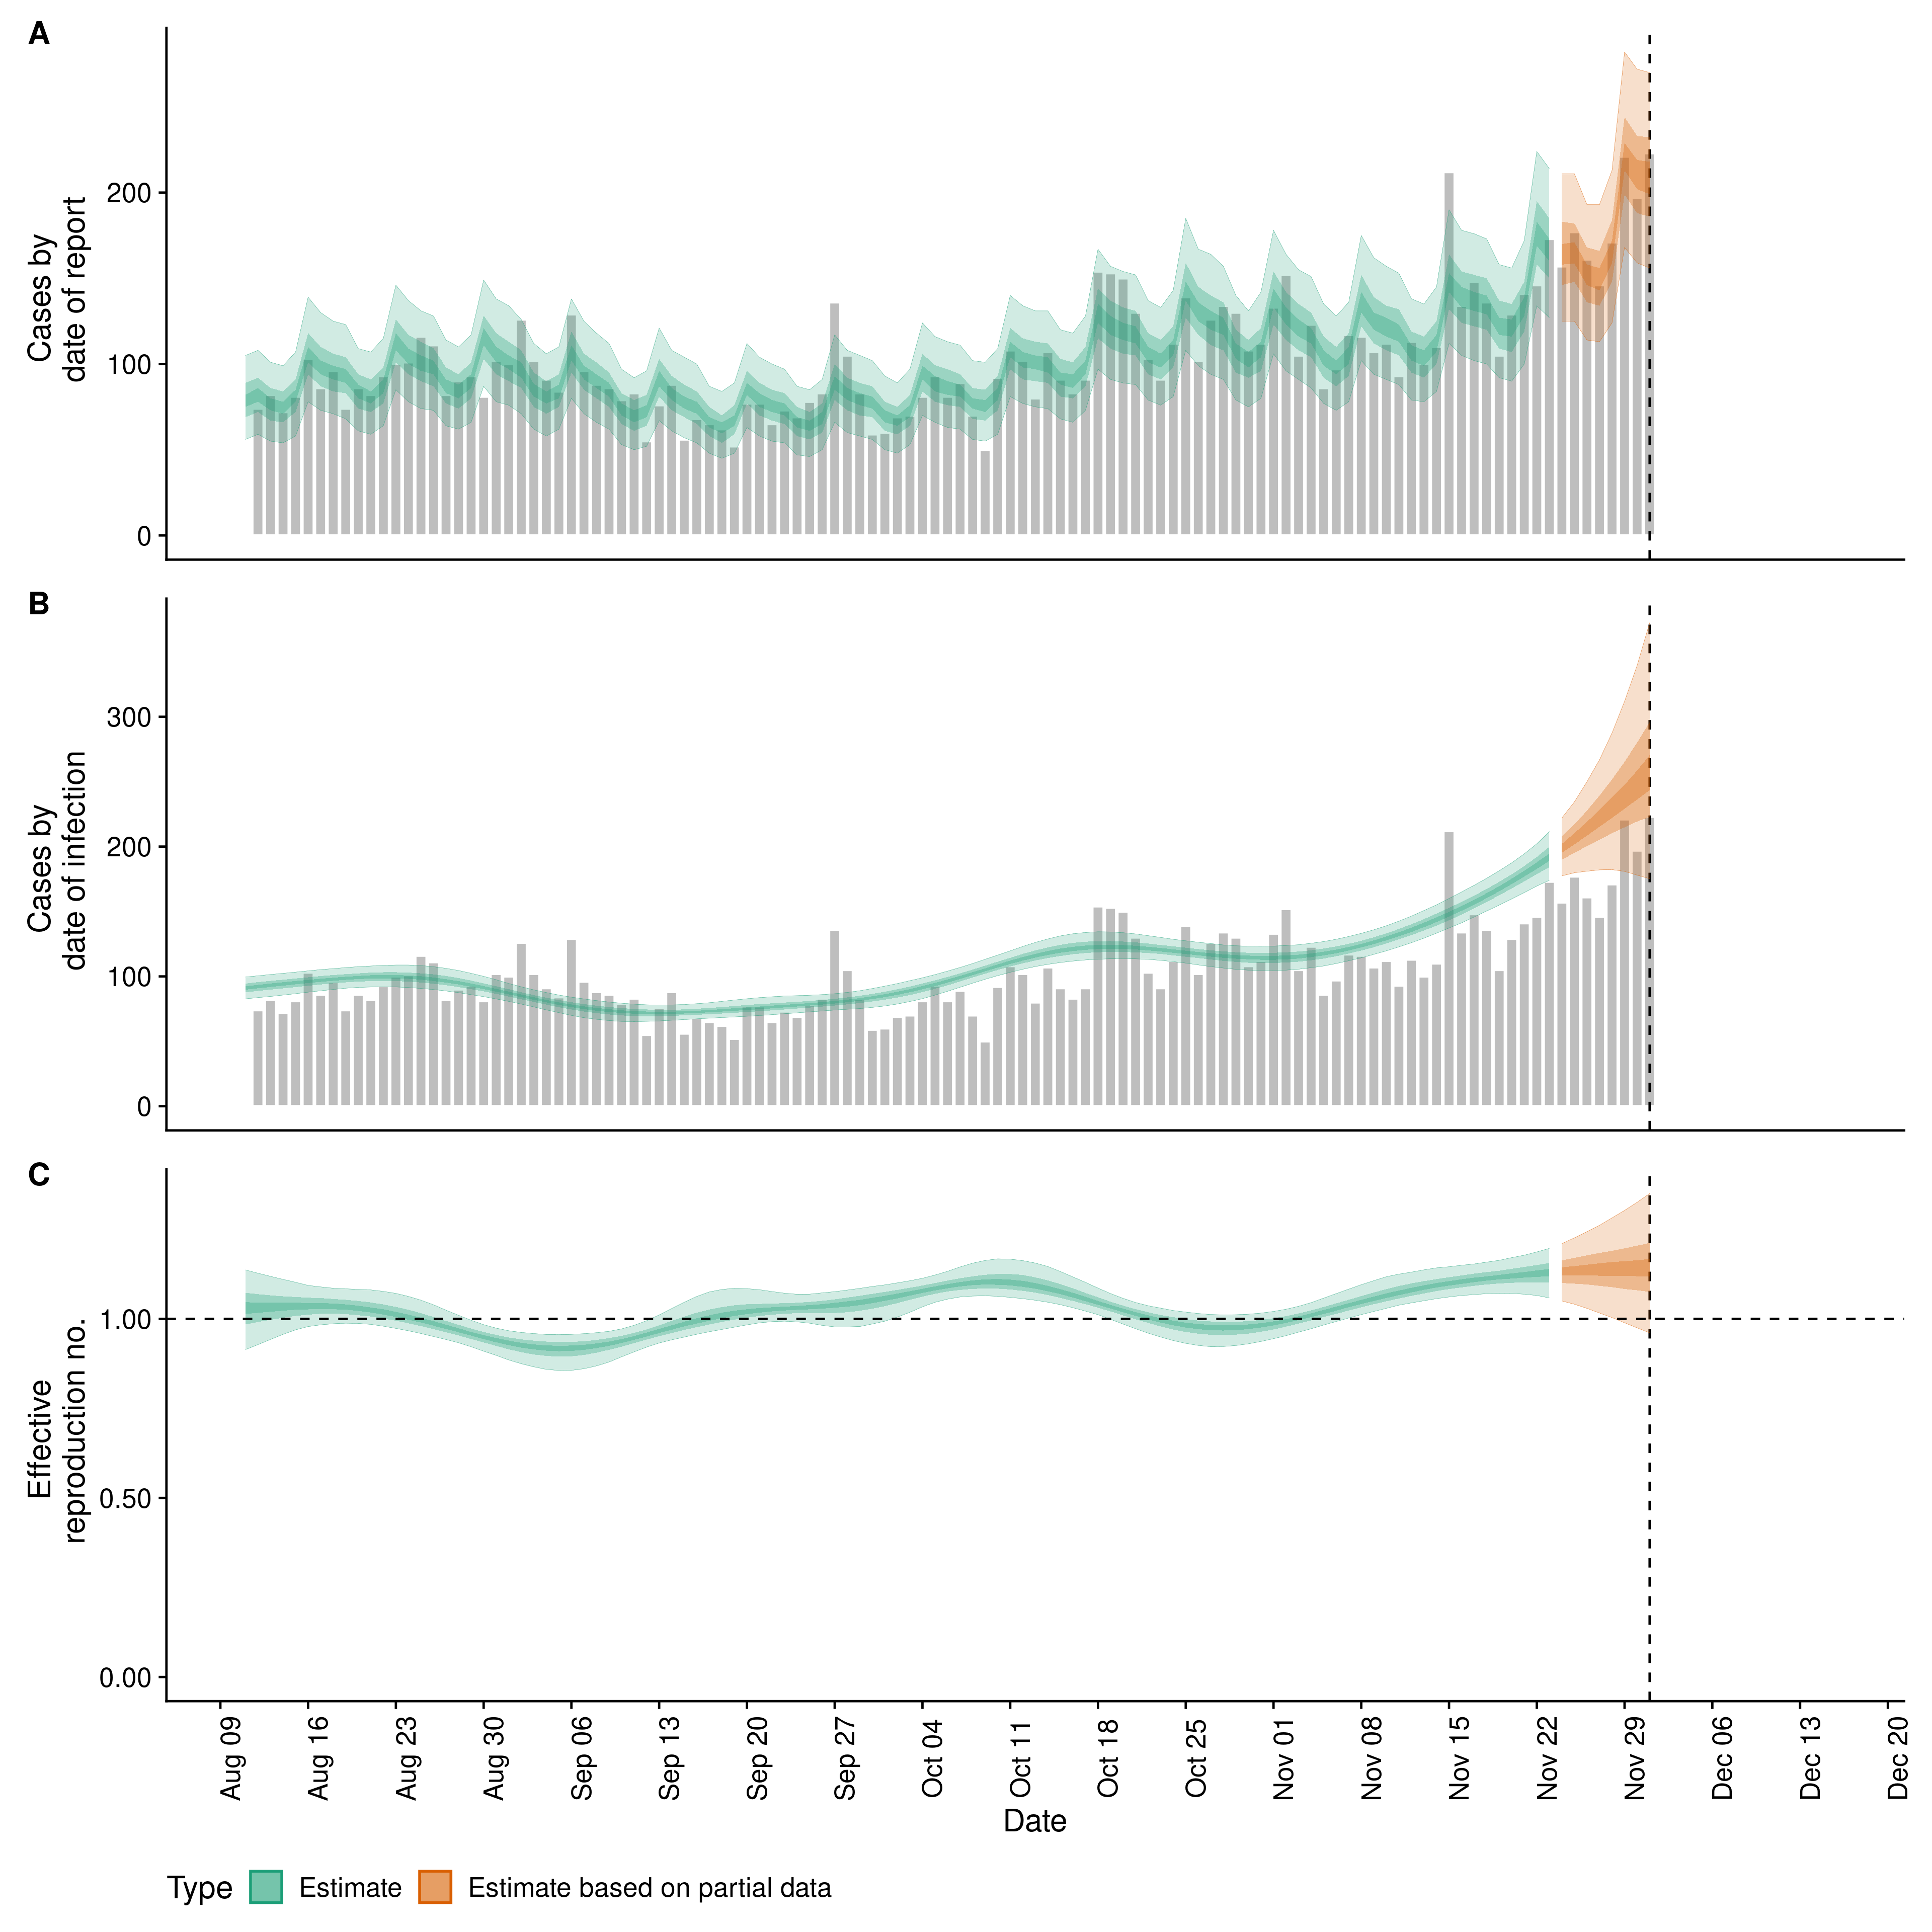 A
Cases by
date of report
200
100
0
B
Cases by
date of infection
300
200
100
0
C
Effective
reproduction no.
1.00
0.50
0.00
Aug 09
Aug 16
Aug 23
Aug 30
Sep 06
Sep 13
Sep 20
Sep 27
Oct 04
Oct 11
Oct 18
Oct 25
Nov 01
Nov 08
Nov 15
Nov 22
Nov 29
Dec 06
Dec 13
Dec 20
Date
Type Estimate Estimate based on partial data